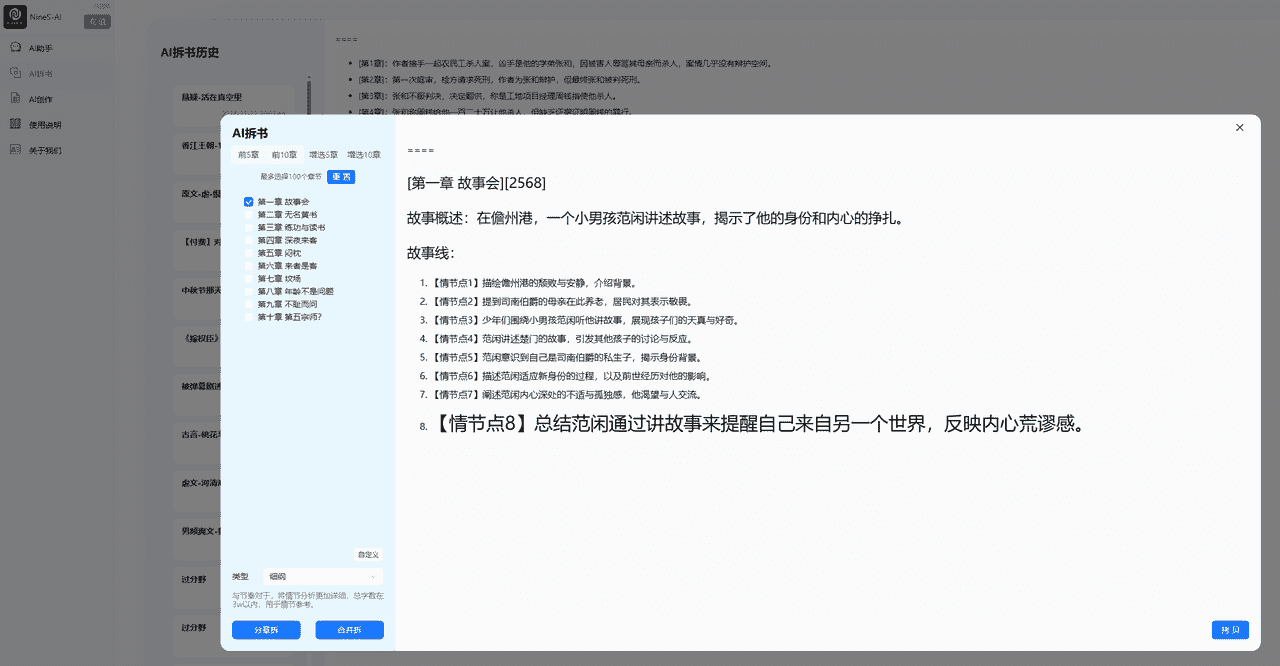 NineS-AI
AI助手
AI拆书
AI创作
使用说明
关于我们
AI拆书历史
====
[第1章]：作者接手一起农民工杀人案，凶手是他的学弟张和，因被害人辱骂其母亲而杀人，案情几乎没有辩护空间。
[第2章]：第一次庭审，检方请求死刑，作者为张和辩护，但最终张和被判死刑。
[第3章]：张和不服判决，决定翻供，称是工地项目经理周栈指使他杀人。
AI拆书
前5章 前10章 增选5章 增选10章
最多选择100个章节 重 置
第一章 故事会
第二章 无名黄书
第三章 练功与读书
第四章 深夜来客
第五章 闷枕
第六章 来者是客
第七章 坟场
第八章 年龄不是问题
第九章 不耻而问
第十章 第五宗师?
自定义
类型 细纲
3w以内，用于情节参考。
分章拆 合并拆
====
[第一章 故事会][2568]
故事概述：在儋州港，一个小男孩范闲讲述故事，揭示了他的身份和内心的挣扎。
故事线：
1. 【情节点1】描绘儋州港的颓败与安静，介绍背景。
2. 【情节点2】提到司南伯爵的母亲在此养老，居民对其表示敬畏。
3. 【情节点3】少年们围绕小男孩范闲听他讲故事，展现孩子们的天真与好奇。
4. 【情节点4】范闲讲述楚门的故事，引发其他孩子的讨论与反应。
5. 【情节点5】范闲意识到自己是司南伯爵的私生子，揭示身份背景。
6. 【情节点6】描述范闲适应新身份的过程，以及前世经历对他的影响。
7. 【情节点7】阐述范闲内心深处的不适与孤独感，他渴望与人交流。
8. 【情节点8】总结范闲通过讲故事来提醒自己来自另一个世界，反映内心荒谬感。
拷 贝